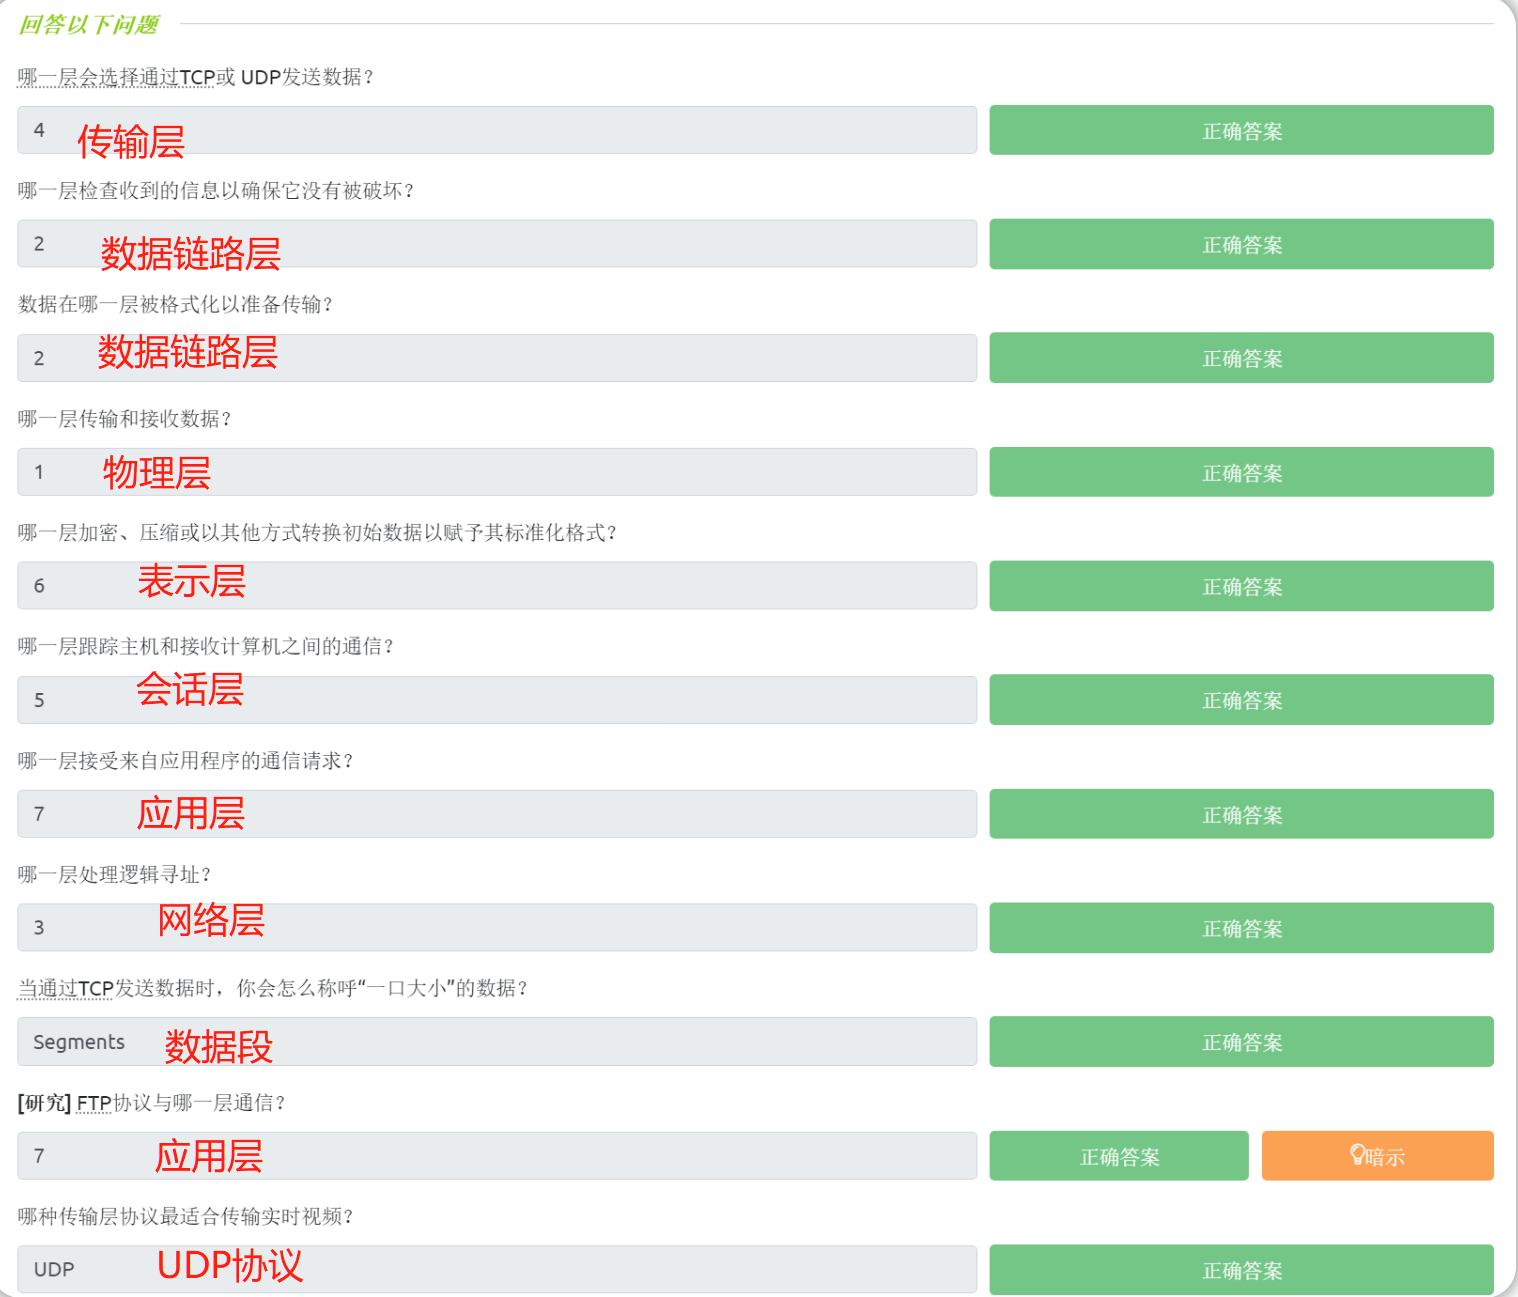 回答以下问题
哪一层会选择通过TCP或 UDP发送数据？
4 传输层 正确答案
哪一层检查收到的信息以确保它没有被破坏？
2 数据链路层 正确答案
数据在哪一层被格式化以准备传输？
2 数据链路层 正确答案
哪一层传输和接收数据？
1 物理层 正确答案
哪一层加密、压缩或以其他方式转换初始数据以赋予其标准化格式？
6 表示层 正确答案
哪一层跟踪主机和接收计算机之间的通信？
5 会话层 正确答案
哪一层接受来自应用程序的通信请求？
7 应用层 正确答案
哪一层处理逻辑寻址？
3 网络层 正确答案
当通过TCP发送数据时，你会怎么称呼“一口大小”的数据？
Segments 数据段 正确答案
[研究] FTP协议与哪一层通信？
7 应用层 正确答案 暗示
哪种传输层协议最适合传输实时视频？
UDP UDP协议 正确答案